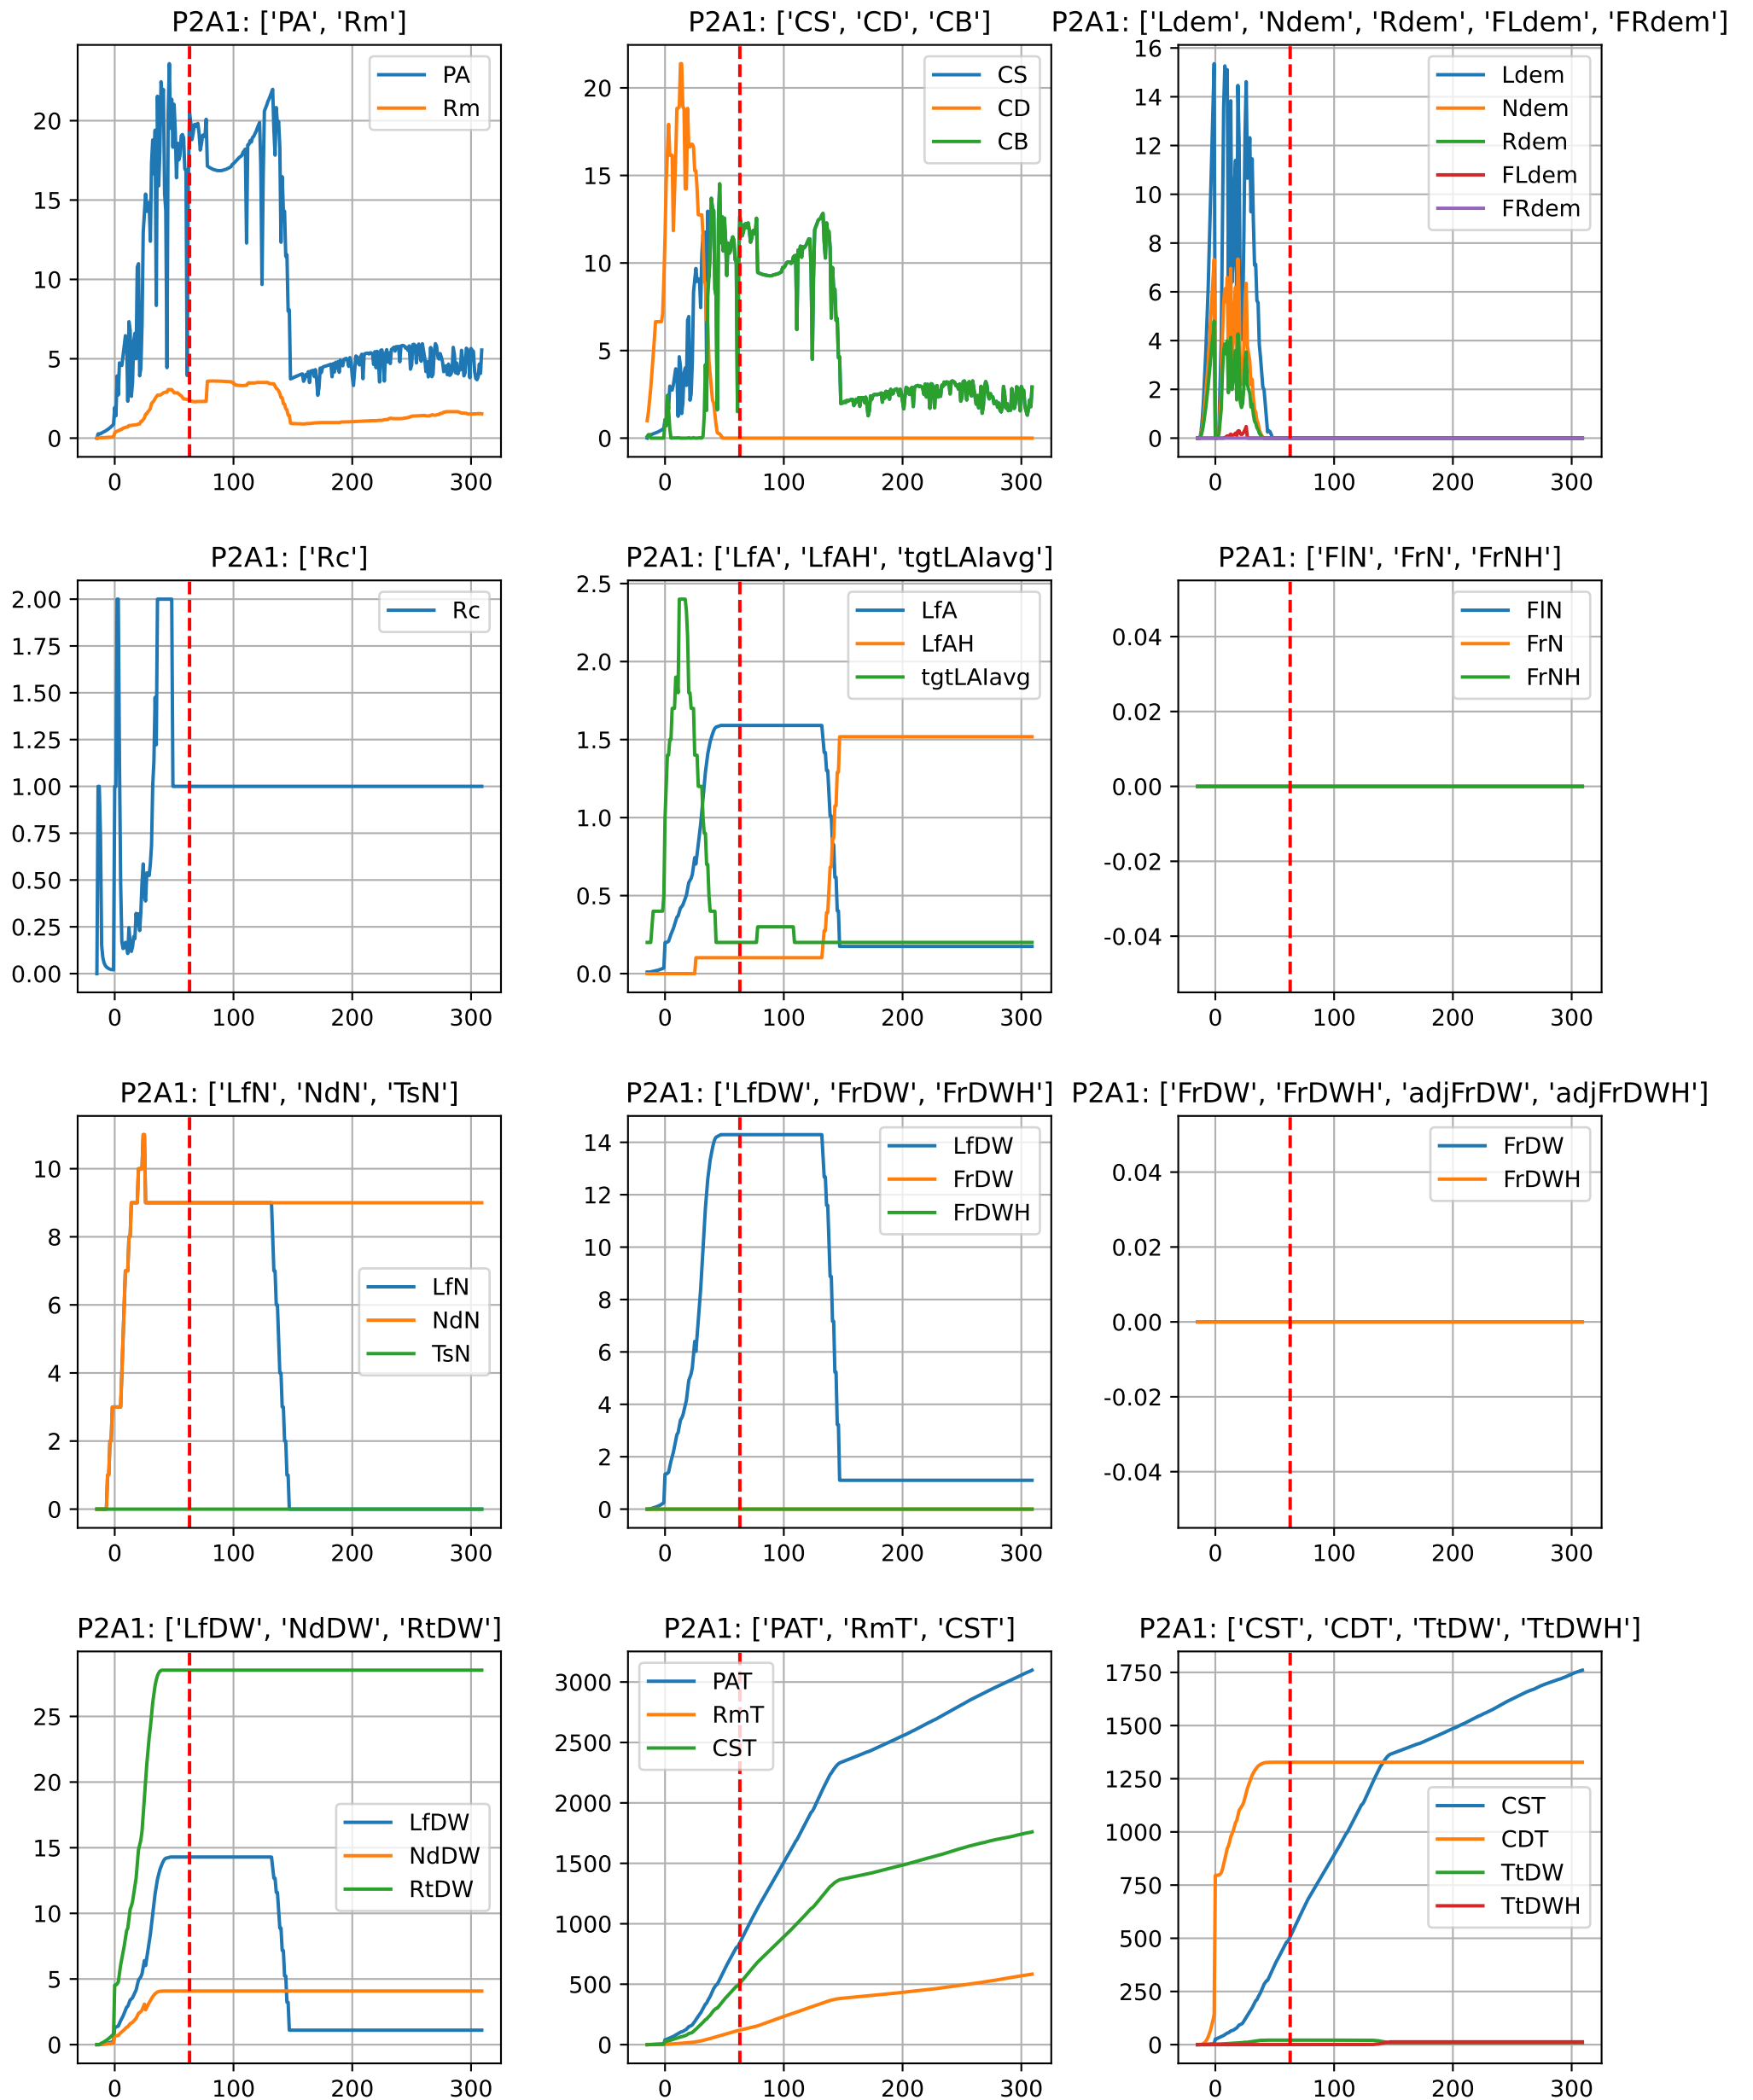 P2A1: ['PA', 'Rm']
PA
Rm
20
15
10
5
0
0 100 200 300
P2A1: ['CS', 'CD', 'CB']
CS
CD
CB
20
15
10
5
0
0 100 200 300
P2A1: ['Ldem', 'Ndem', 'Rdem', 'FLdem', 'FRdem']
Ldem
Ndem
Rdem
FLdem
FRdem
16
14
12
10
8
6
4
2
0
0 100 200 300
P2A1: ['Rc']
Rc
2.00
1.75
1.50
1.25
1.00
0.75
0.50
0.25
0.00
0 100 200 300
P2A1: ['LfA', 'LfAH', 'tgtLAIavg']
LfA
LfAH
tgtLAIavg
2.5
2.0
1.5
1.0
0.5
0.0
0 100 200 300
P2A1: ['FlN', 'FrN', 'FrNH']
FlN
FrN
FrNH
0.04
0.02
0.00
-0.02
-0.04
0 100 200 300
P2A1: ['LfN', 'NdN', 'TsN']
LfN
NdN
TsN
10
8
6
4
2
0
0 100 200 300
P2A1: ['LfDW', 'FrDW', 'FrDWH']
LfDW
FrDW
FrDWH
14
12
10
8
6
4
2
0
0 100 200 300
P2A1: ['FrDW', 'FrDWH', 'adjFrDW', 'adjFrDWH']
FrDW
FrDWH
0.04
0.02
0.00
-0.02
-0.04
0 100 200 300
P2A1: ['LfDW', 'NdDW', 'RtDW']
LfDW
NdDW
RtDW
25
20
15
10
5
0
0 100 200 300
P2A1: ['PAT', 'RmT', 'CST']
PAT
RmT
CST
3000
2500
2000
1500
1000
500
0
0 100 200 300
P2A1: ['CST', 'CDT', 'TtDW', 'TtDWH']
CST
CDT
TtDW
TtDWH
1750
1500
1250
1000
750
500
250
0
0 100 200 300